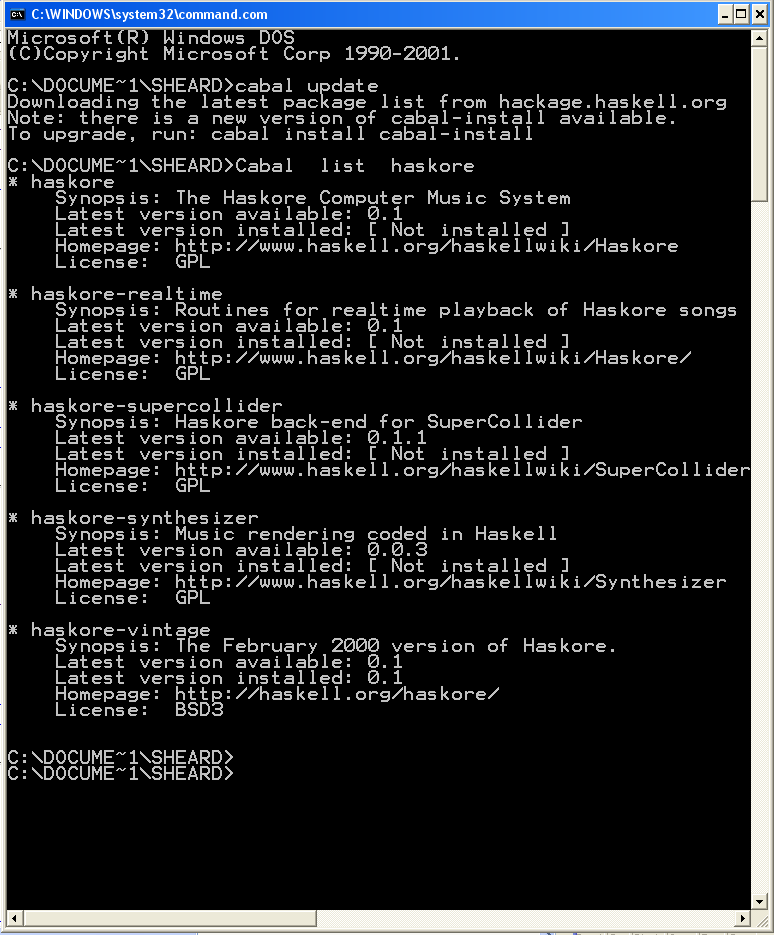 C:\WINDOWS\system32\command.com
Microsoft(R) Windows DOS
(C)Copyright Microsoft Corp 1990-2001.
C:\DOCUME~1\SHEARD>cabal update
Downloading the latest package list from hackage.haskell.org
Note: there is a new version of cabal-install available.
To upgrade, run: cabal install cabal-install
C:\DOCUME~1\SHEARD>Cabal  list  haskore
* haskore
    Synopsis: The Haskore Computer Music System
    Latest version available: 0.1
    Latest version installed: [ Not installed ]
    Homepage: http://www.haskell.org/haskellwiki/Haskore
    License:  GPL
* haskore-realtime
    Synopsis: Routines for realtime playback of Haskore songs
    Latest version available: 0.1
    Latest version installed: [ Not installed ]
    Homepage: http://www.haskell.org/haskellwiki/Haskore/
    License:  GPL
* haskore-supercollider
    Synopsis: Haskore back-end for SuperCollider
    Latest version available: 0.1.1
    Latest version installed: [ Not installed ]
    Homepage: http://www.haskell.org/haskellwiki/SuperCollider
    License:  GPL
* haskore-synthesizer
    Synopsis: Music rendering coded in Haskell
    Latest version available: 0.0.3
    Latest version installed: [ Not installed ]
    Homepage: http://www.haskell.org/haskellwiki/Synthesizer
    License:  GPL
* haskore-vintage
    Synopsis: The February 2000 version of Haskore.
    Latest version available: 0.1
    Latest version installed: 0.1
    Homepage: http://haskell.org/haskore/
    License:  BSD3
C:\DOCUME~1\SHEARD>
C:\DOCUME~1\SHEARD>